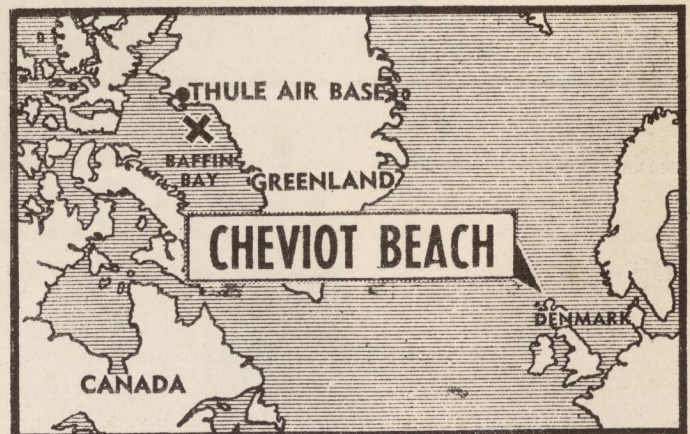 THULE AIR BASE
BAFFIN
BAY
GREENLAND
CHEVIOT BEACH
DENMARK
CANADA